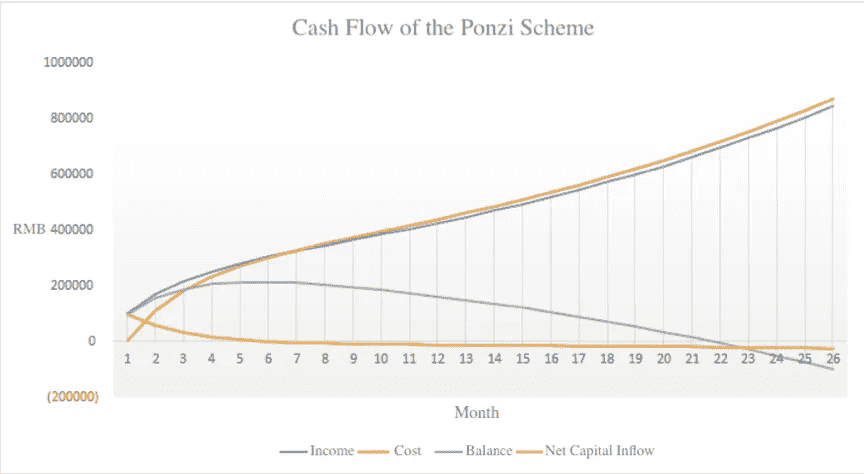 Cash Flow of the Ponzi Scheme
1000000
800000
600000
RMB 400000
200000
0
1 2 3 4 5 6 7 8 9 10 11 12 13 14 15 16 17 18 19 20 21 22 23 24 25 26
(200000)
Month
Income Cost Balance Net Capital Inflow